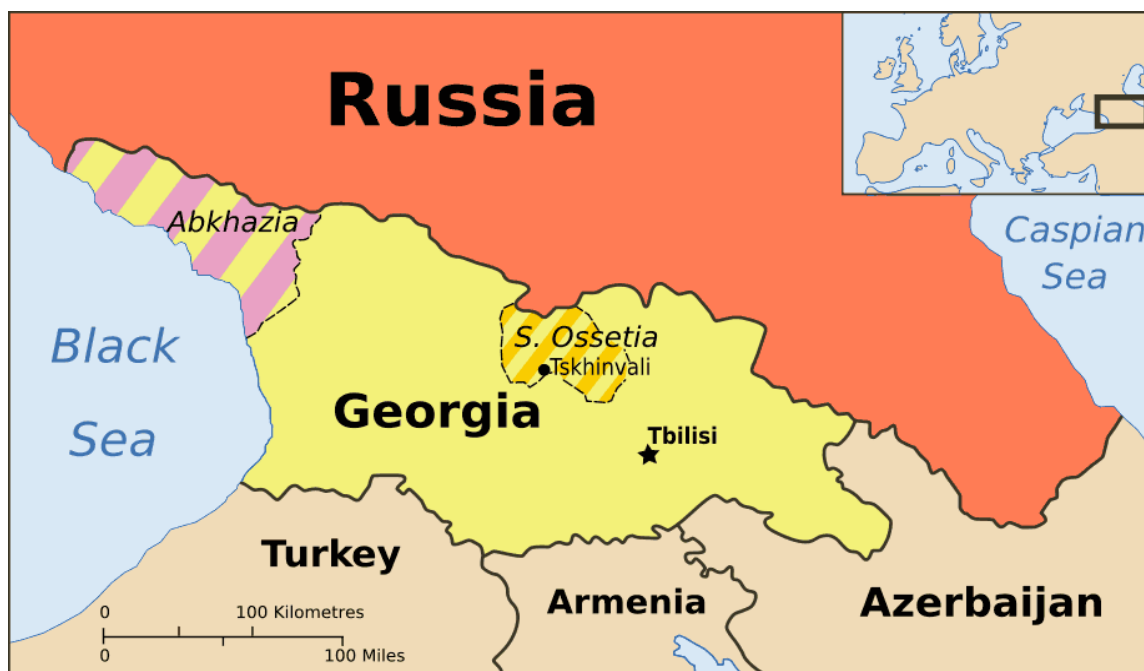 Russia
Abkhazia
Caspian
Sea
Black
Sea
S. Ossetia
Tskhinvali
Georgia
Tbilisi
Turkey
Armenia
Azerbaijan
0 100 Kilometres
0 100 Miles